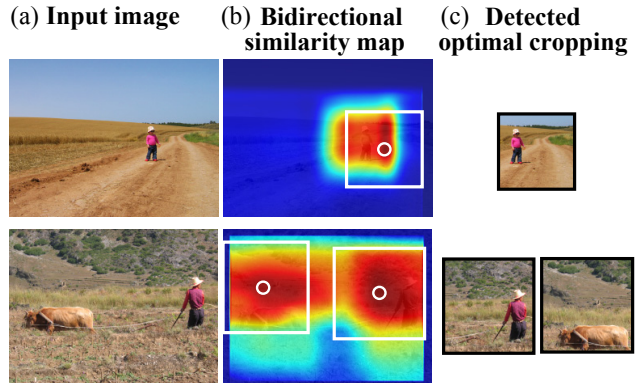 (a) Input image
(b) Bidirectional
similarity map
(c) Detected
optimal cropping